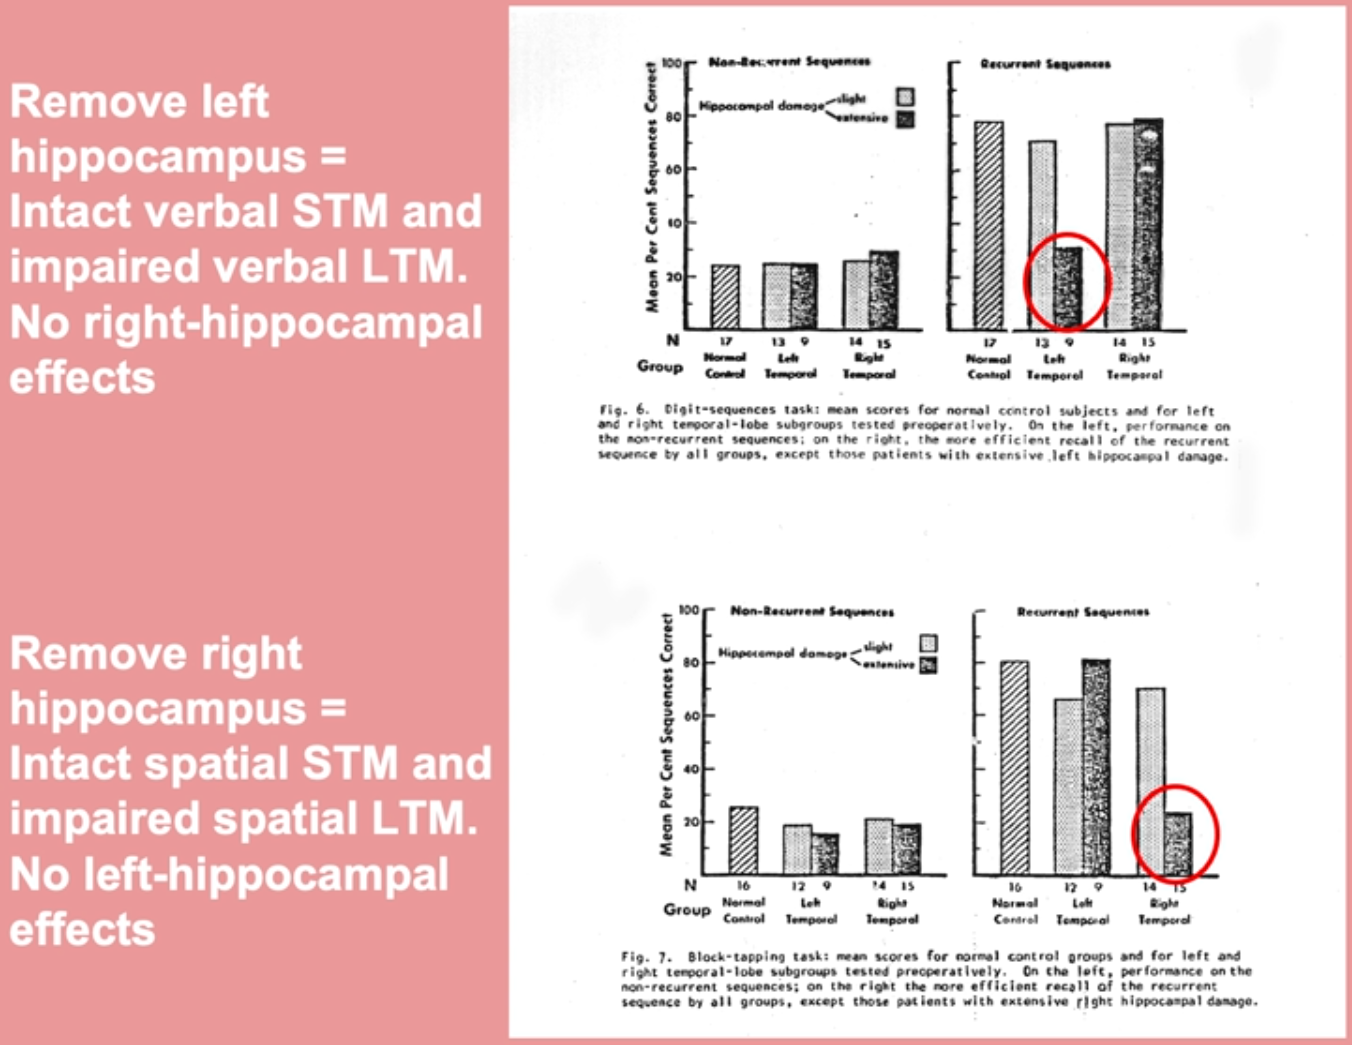 Remove left
hippocampus =
Intact verbal STM and
impaired verbal LTM.
No right-hippocampal
effects
Non-Recurrent Sequences
Recurrent Sequences
Mean Per Cent Sequences Correct
100
80
60
40
20
Hippocampal damage
slight
extensive
N
17 13 9 14 15
17 13 9 14 15
Group
Normal Left Right
Control Temporal Temporal
Normal Left Right
Control Temporal Temporal
Fig. 6. Digit-sequences task: mean scores for normal control subjects and for left
and right temporal-lobe subgroups tested preoperatively. On the left, performance on
the non-recurrent sequences; on the right, the more efficient recall of the recurrent
sequence by all groups, except those patients with extensive left hippocampal damage.
Remove right
hippocampus =
Intact spatial STM and
impaired spatial LTM.
No left-hippocampal
effects
Non-Recurrent Sequences
Recurrent Sequences
Mean Per Cent Sequences Correct
100
80
60
40
20
Hippocampal damage
slight
extensive
N
16 12 9 14 15
16 12 9 14 15
Group
Normal Left Right
Control Temporal Temporal
Normal Left Right
Control Temporal Temporal
Fig. 7. Block-tapping task: mean scores for normal control groups and for left and
right temporal-lobe subgroups tested preoperatively. On the left, performance on the
non-recurrent sequences; on the right the more efficient recall of the recurrent
sequence by all groups, except those patients with extensive right hippocampal damage.